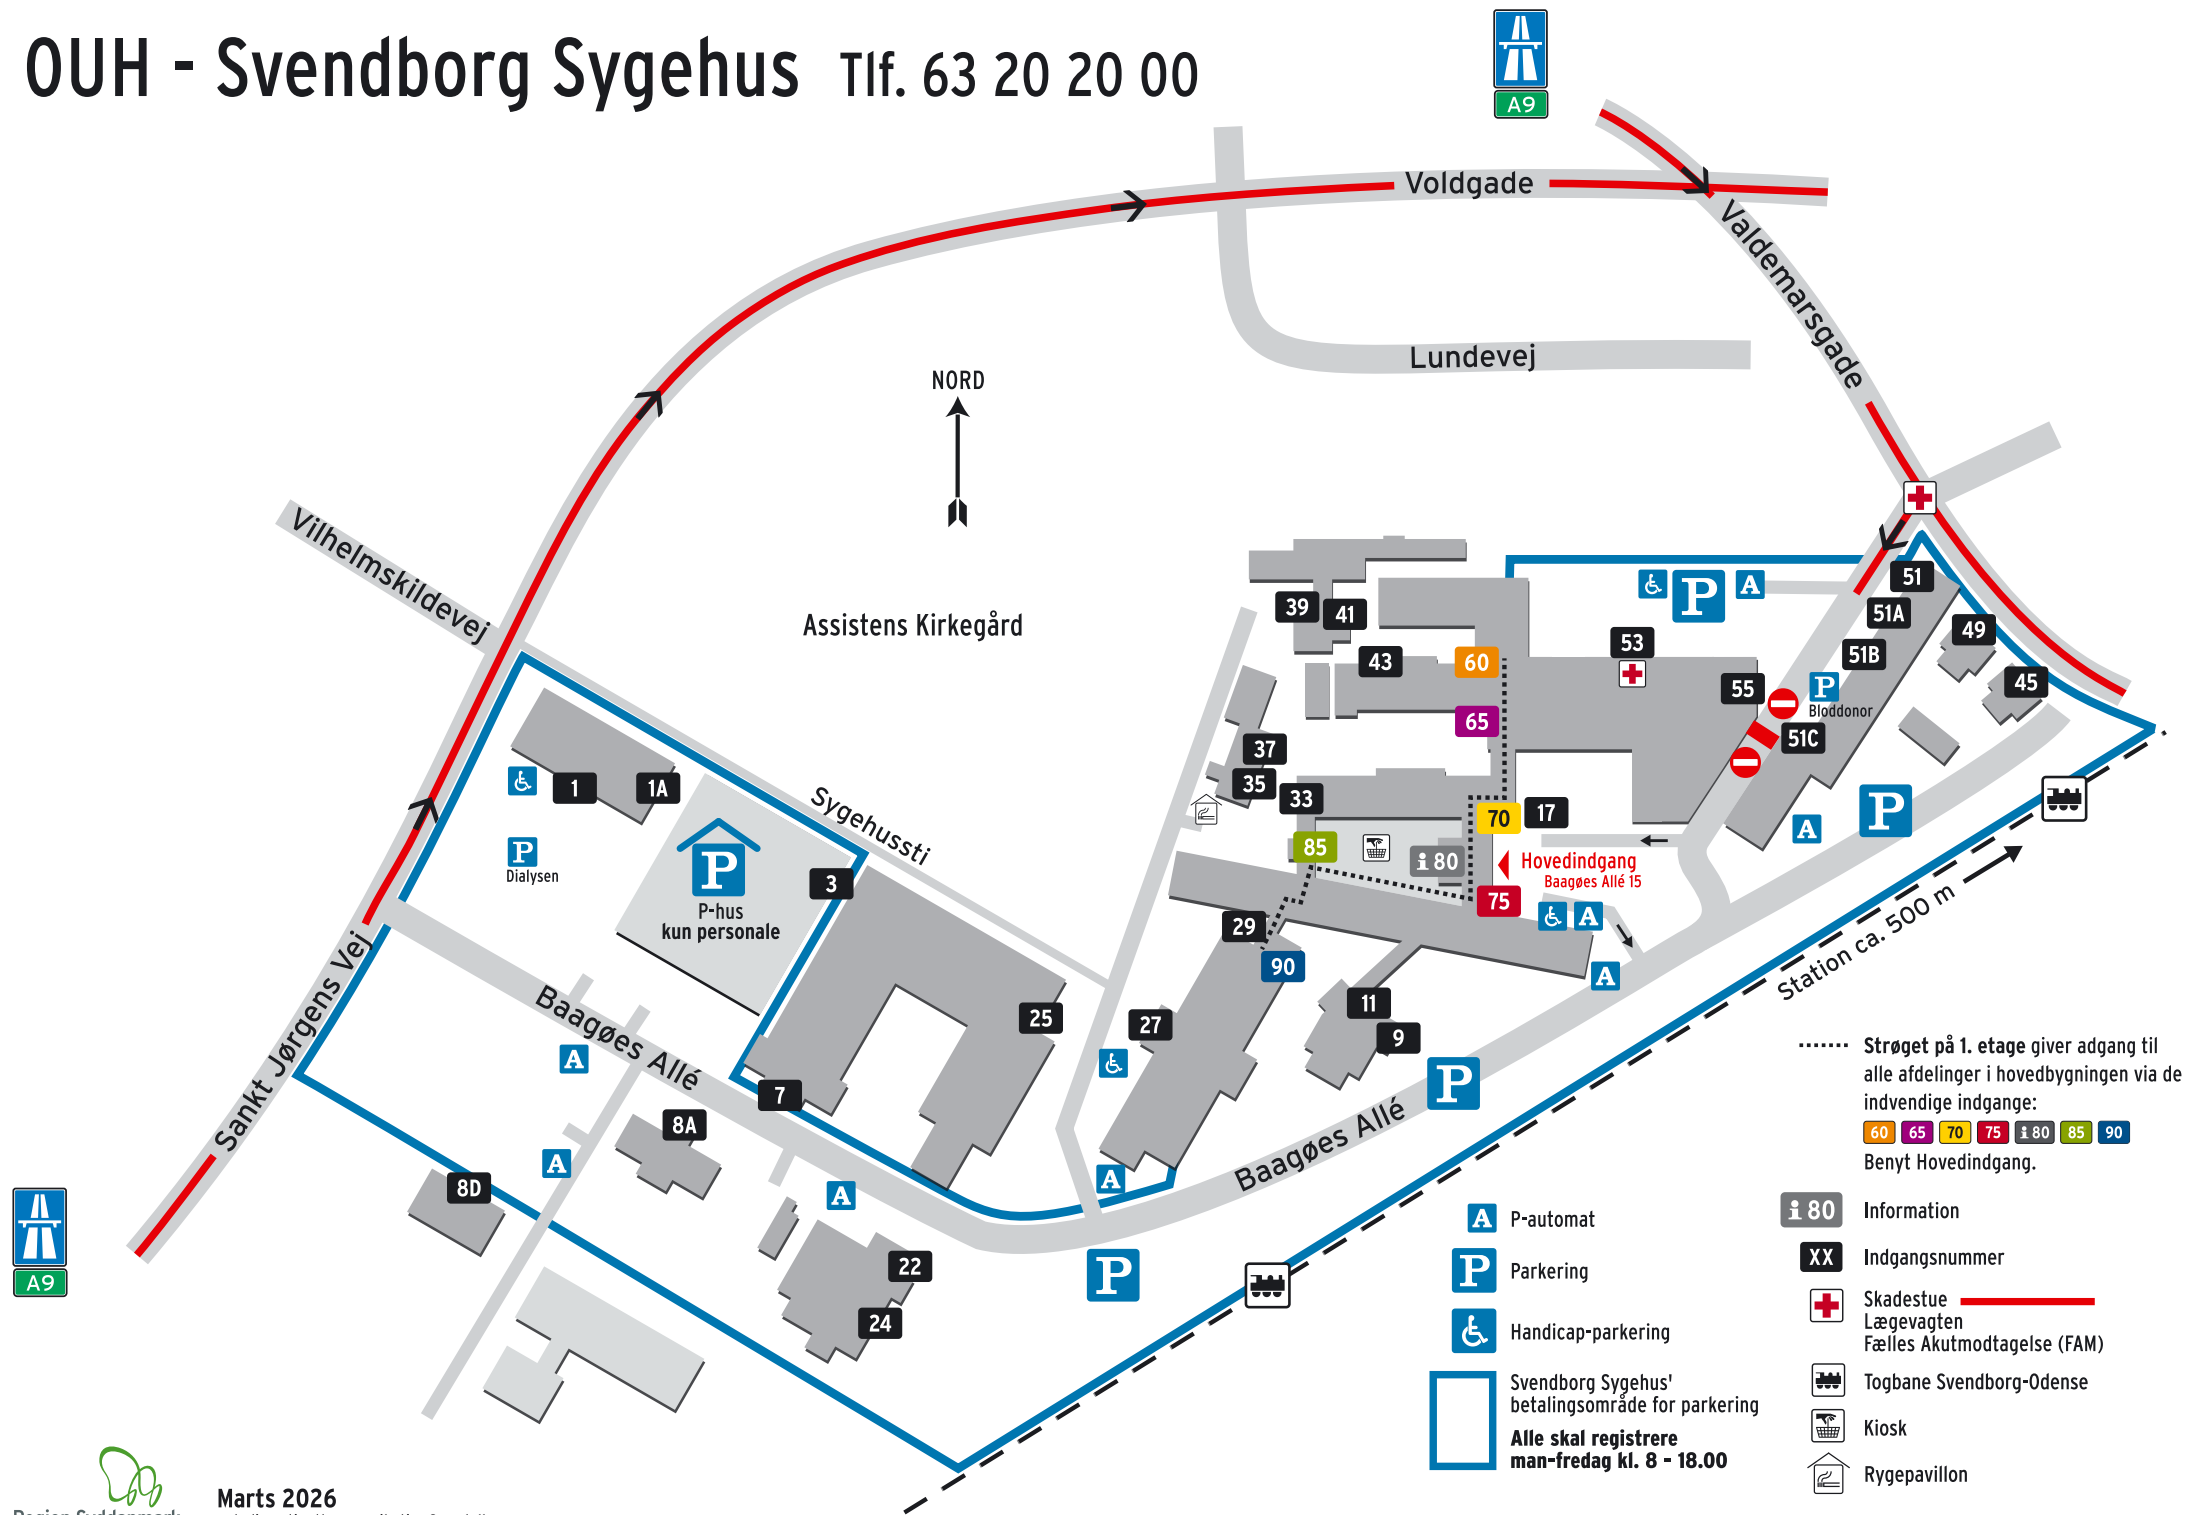 OUH - Svendborg Sygehus Tlf. 63 20 20 00
A9
Voldgade
Valdemarsgade
Lundevej
NORD
Vilhelmskildevej
Assistens Kirkegård
Sygehussti
Sankt Jørgens Vej
Baagøes Allé
Baagøes Allé
39
41
43
60
65
53
55
51
51A
51B
51C
49
45
P
A
P
Bloddonor
37
35
33
70
17
85
i 80
75
Hovedindgang
Baagøes Allé 15
A
A
A
P
29
90
27
11
9
P
1
1A
P
Dialysen
P
P-hus
kun personale
3
25
7
A
A
A
A
8A
8D
22
24
P
A9
Station ca. 500 m
Strøget på 1. etage giver adgang til
alle afdelinger i hovedbygningen via de
indvendige indgange:
60 65 70 75 i 80 85 90
Benyt Hovedindgang.
A P-automat
P Parkering
Handicap-parkering
Svendborg Sygehus'
betalingsområde for parkering
Alle skal registrere
man-fredag kl. 8 - 18.00
i 80 Information
XX Indgangsnummer
Skadestue
Lægevagten
Fælles Akutmodtagelse (FAM)
Togbane Svendborg-Odense
Kiosk
Rygepavillon
Marts 2026